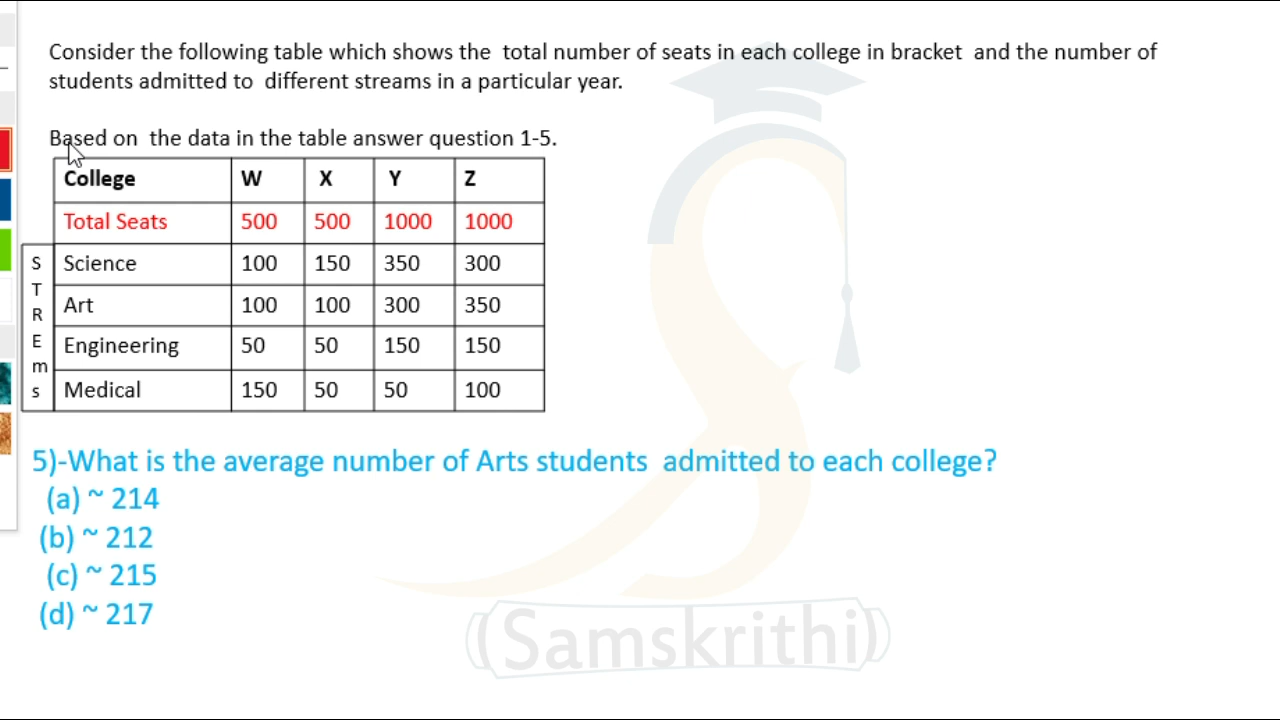 Consider the following table which shows the  total number of seats in each college in bracket  and the number of
students admitted to  different streams in a particular year.
Based on  the data in the table answer question 1-5.
College W X Y Z
Total Seats 500 500 1000 1000
S Science 100 150 350 300
T
R Art 100 100 300 350
E Engineering 50 50 150 150
m
s Medical 150 50 50 100
5)-What is the average number of Arts students  admitted to each college?
(a) ~ 214
(b) ~ 212
(c) ~ 215
(d) ~ 217
(Samskrithi)